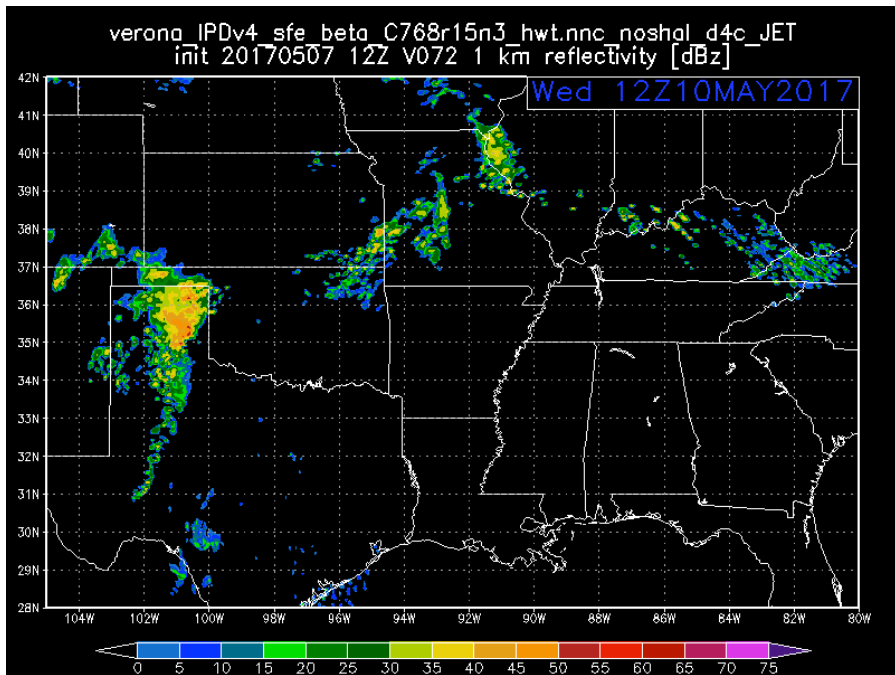 verona_IPDv4_sfe_beta_C768r15n3_hwt.nnc_noshal_d4c_JET
init 20170507 12Z V072 1 km reflectivity [dBz]
Wed 12Z10MAY2017
42N
41N
40N
39N
38N
37N
36N
35N
34N
33N
32N
31N
30N
29N
28N
104W 102W 100W 98W 96W 94W 92W 90W 88W 86W 84W 82W 80W
0 5 10 15 20 25 30 35 40 45 50 55 60 65 70 75